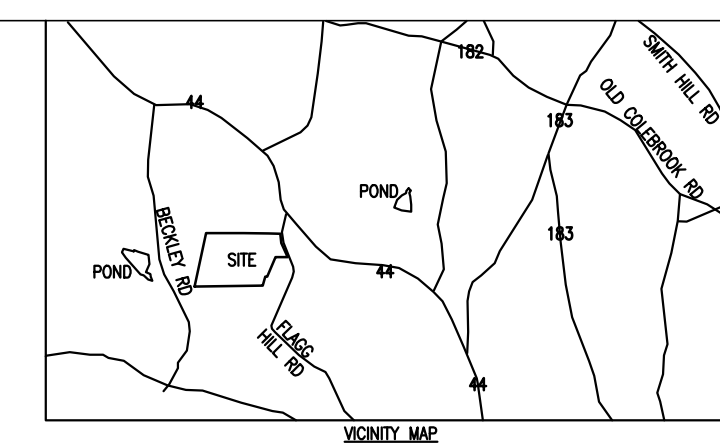 182
SMITH HILL RD
44
OLD COLEBROOK RD
183
POND
BECKLEY RD
183
SITE
POND
44
FLAGG
HILL RD
44
VICINITY MAP